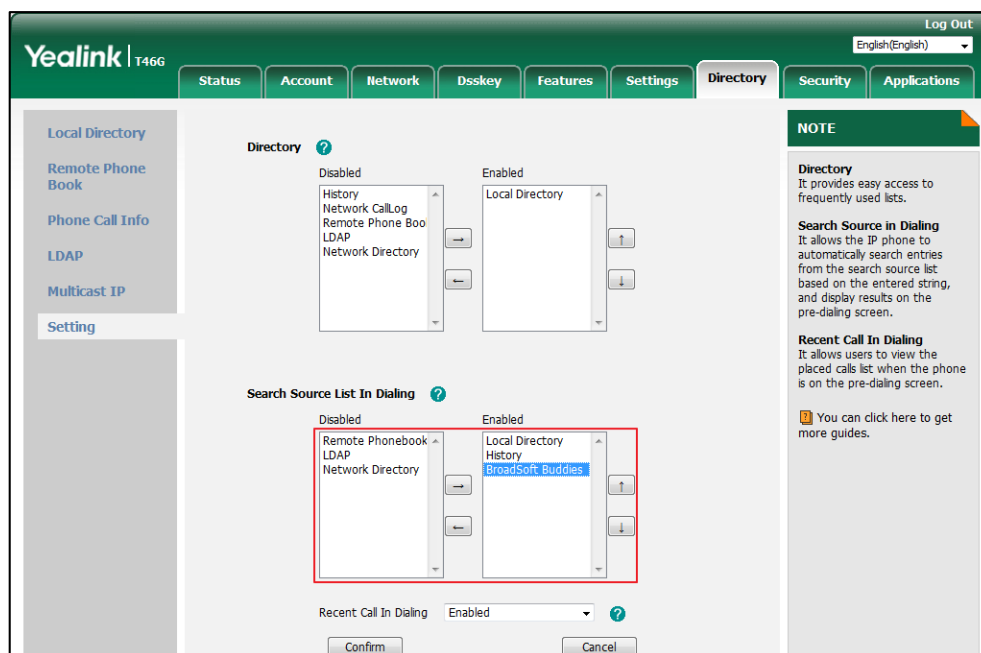 Log Out
English(English)
Yealink | T46G
Status Account Network Dsskey Features Settings Directory Security Applications
Local Directory
Remote Phone
Book
Phone Call Info
LDAP
Multicast IP
Setting
Directory ?
Disabled Enabled
History
Network CallLog
Remote Phone Boo
LDAP
Network Directory
Local Directory
→ ↑
← ↓
Search Source List In Dialing ?
Disabled Enabled
Remote Phonebook
LDAP
Network Directory
Local Directory
History
BroadSoft Buddies
→ ↑
← ↓
Recent Call In Dialing Enabled ?
Confirm Cancel
NOTE
Directory
It provides easy access to
frequently used lists.
Search Source in Dialing
It allows the IP phone to
automatically search entries
from the search source list
based on the entered string,
and display results on the
pre-dialing screen.
Recent Call In Dialing
It allows users to view the
placed calls list when the phone
is on the pre-dialing screen.
? You can click here to get
more guides.